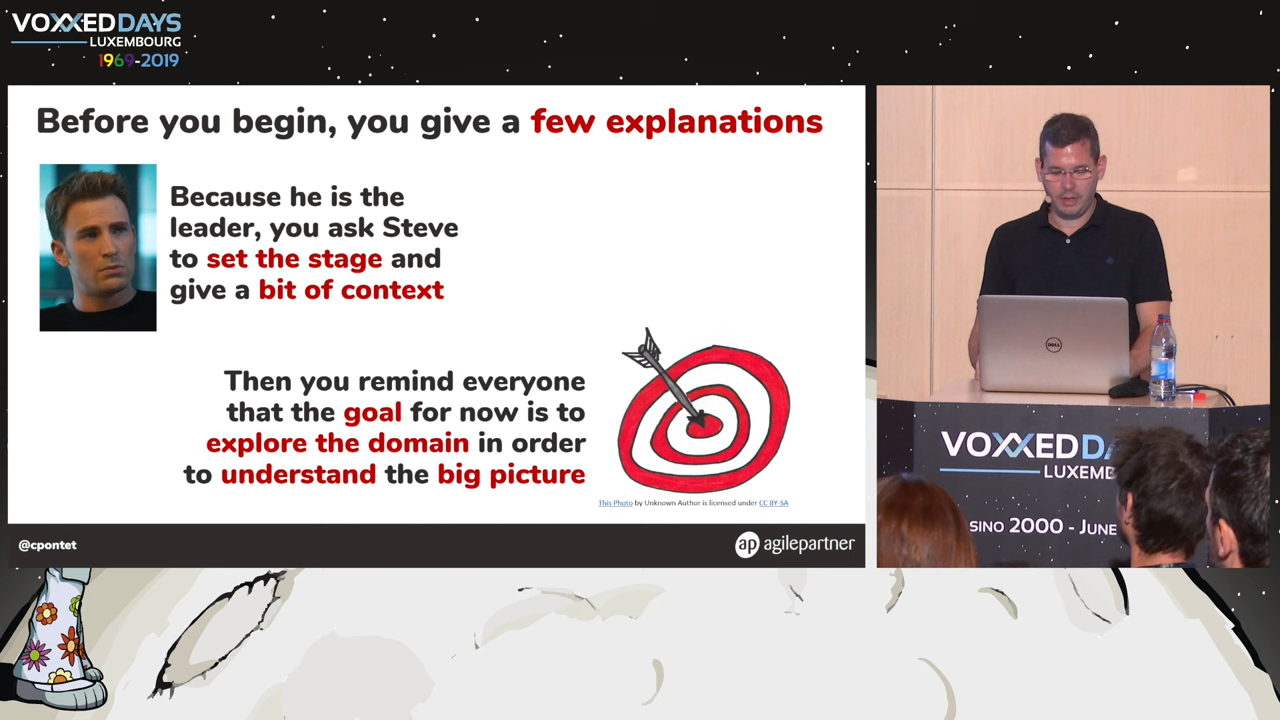 VOXXED DAYS
LUXEMBOURG
1969-2019
Before you begin, you give a few explanations
Because he is the
leader, you ask Steve
to set the stage and
give a bit of context
Then you remind everyone
that the goal for now is to
explore the domain in order
to understand the big picture
This Photo by Unknown Author is licensed under CC BY-SA
@cpontet
ap agilepartner
DELL
VOXXED DA
LUXEMB
SINO 2000 - JUNE